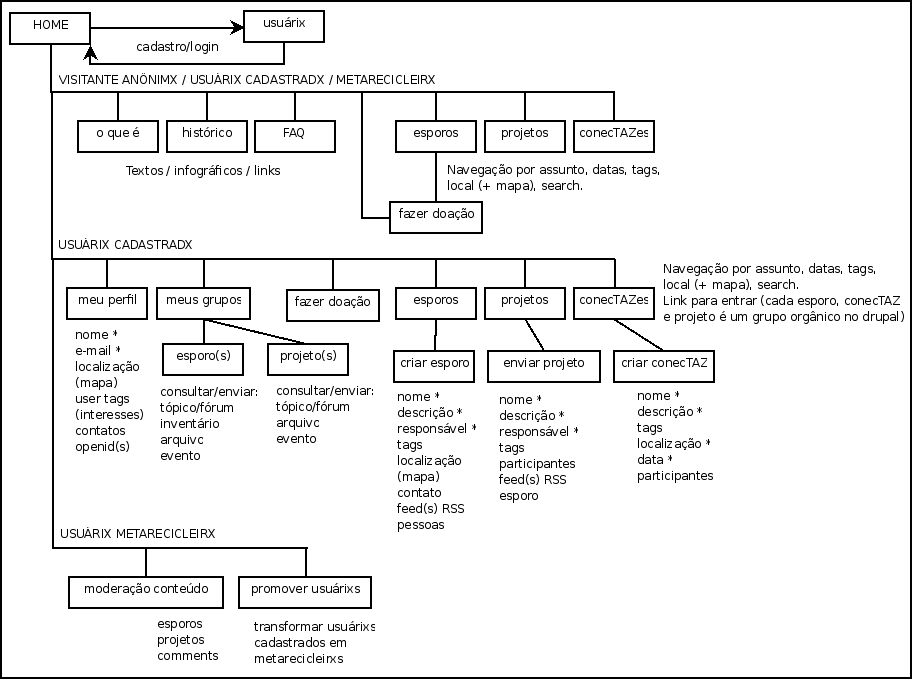 HOME
usuárix
cadastro/login
VISITANTE ANÔNIMX / USUÁRIX CADASTRADX / METARECICLEIRX
o que é
histórico
FAQ
esporos
projetos
conecTAZes
Textos / infográficos / links
Navegação por assunto, datas, tags,
local (+ mapa), search.
fazer doação
USUÁRIX CADASTRADX
Navegação por assunto, datas, tags,
local (+ mapa), search.
Link para entrar (cada esporo, conecTAZ
e projeto é um grupo orgânico no drupal)
meu perfil
meus grupos
fazer doação
esporos
projetos
conecTAZes
nome *
e-mail *
localização
(mapa)
user tags
(interesses)
contatos
openid(s)
esporo(s)
consultar/enviar:
tópico/fórum
inventário
arquivo
evento
projeto(s)
consultar/enviar:
tópico/fórum
arquivo
evento
criar esporo
nome *
descrição *
responsável *
tags
localização
(mapa)
contato
feed(s) RSS
pessoas
enviar projeto
nome *
descrição *
responsável *
tags
participantes
feed(s) RSS
esporo
criar conecTAZ
nome *
descrição *
tags
localização *
data *
participantes
USUÁRIX METARECICLEIRX
moderação conteúdo
esporos
projetos
comments
promover usuárixs
transformar usuárixs
cadastrados em
metarecicleirxs